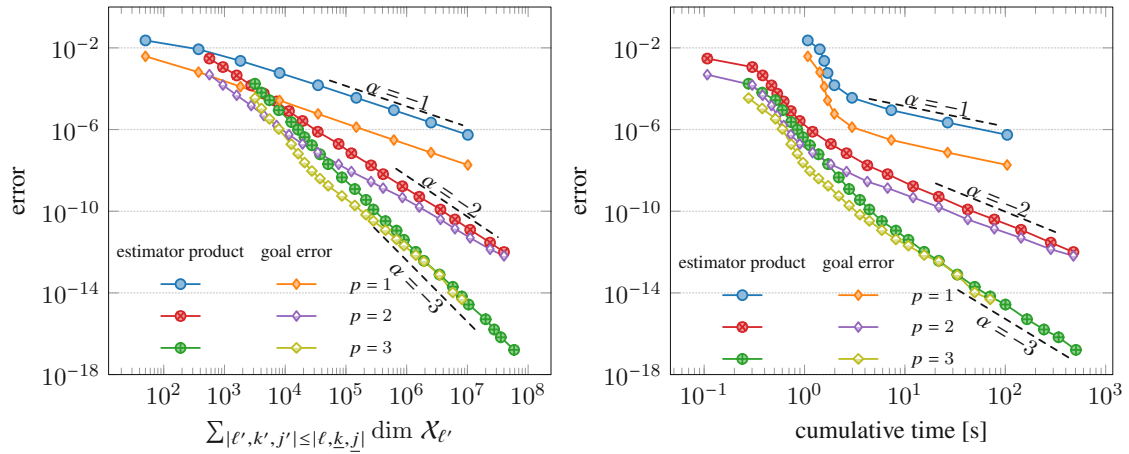 10^{-2}
10^{-6}
10^{-10}
10^{-14}
10^{-18}
error
α = −1
α = −2
α = −3
estimator product goal error
p = 1
p = 2
p = 3
10^2 10^3 10^4 10^5 10^6 10^7 10^8
∑_{|ℓ′,k′,j′|≤|ℓ,\underline{k},\underline{j}|} dim 𝒳_{ℓ′}
10^{-2}
10^{-6}
10^{-10}
10^{-14}
10^{-18}
error
α = −1
α = −2
α = −3
estimator product goal error
p = 1
p = 2
p = 3
10^{-1} 10^0 10^1 10^2 10^3
cumulative time [s]